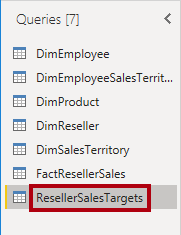 Queries [7]
DimEmployee
DimEmployeeSalesTerrit...
DimProduct
DimReseller
DimSalesTerritory
FactResellerSales
ResellerSalesTargets